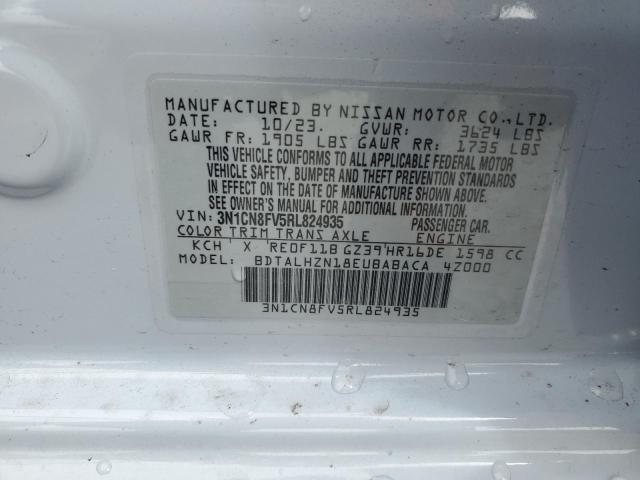 MANUFACTURED BY NISSAN MOTOR CO., LTD.
DATE: 10/23. GVWR: 3624 LBS
GAWR FR: 1905 LBS GAWR RR: 1735 LBS
THIS VEHICLE CONFORMS TO ALL APPLICABLE FEDERAL MOTOR
VEHICLE SAFETY, BUMPER AND THEFT PREVENTION STANDARDS
IN EFFECT ON THE DATE OF MANUFACTURE SHOWN ABOVE.
SEE OWNER'S MANUAL FOR ADDITIONAL INFORMATION.
VIN: 3N1CN8FV5RL824935 PASSENGER CAR.
COLOR TRIM TRANS AXLE ENGINE
KCH X RE0F11B GZ39 HR16DE 1598 CC
MODEL: BDTALHZN18EUBABACA 4Z000
3N1CN8FV5RL824935